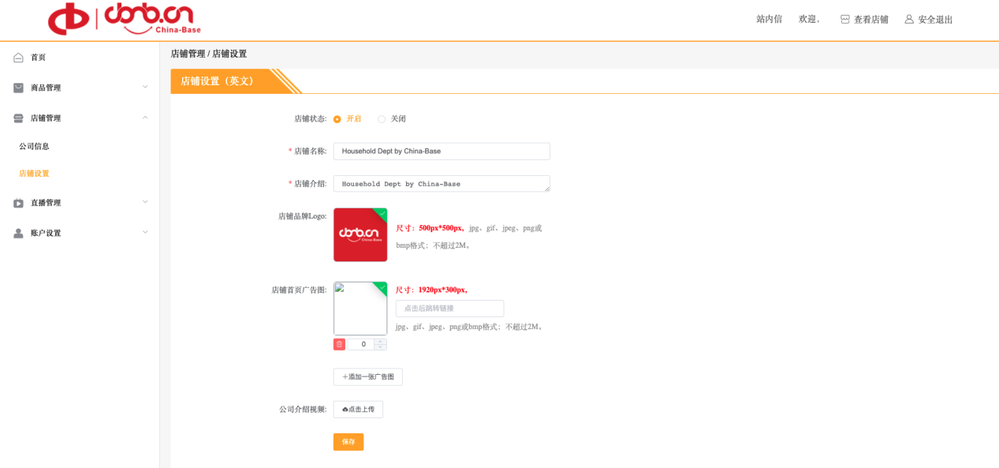 cbnb.cn
China-Base
站内信 欢迎， 查看店铺 安全退出
首页
商品管理
店铺管理
公司信息
店铺设置
直播管理
账户设置
店铺管理 / 店铺设置
店铺设置（英文）
店铺状态: 开启 关闭
* 店铺名称: Household Dept by China-Base
* 店铺介绍: Household Dept by China-Base
店铺品牌Logo:
cbnb.cn
China-Base
尺寸：500px*500px，jpg、gif、jpeg、png或
bmp格式；不超过2M。
店铺首页广告图:
尺寸：1920px*300px，
点击后跳转链接
jpg、gif、jpeg、png或bmp格式；不超过2M。
0
+添加一张广告图
公司介绍视频: 点击上传
保存